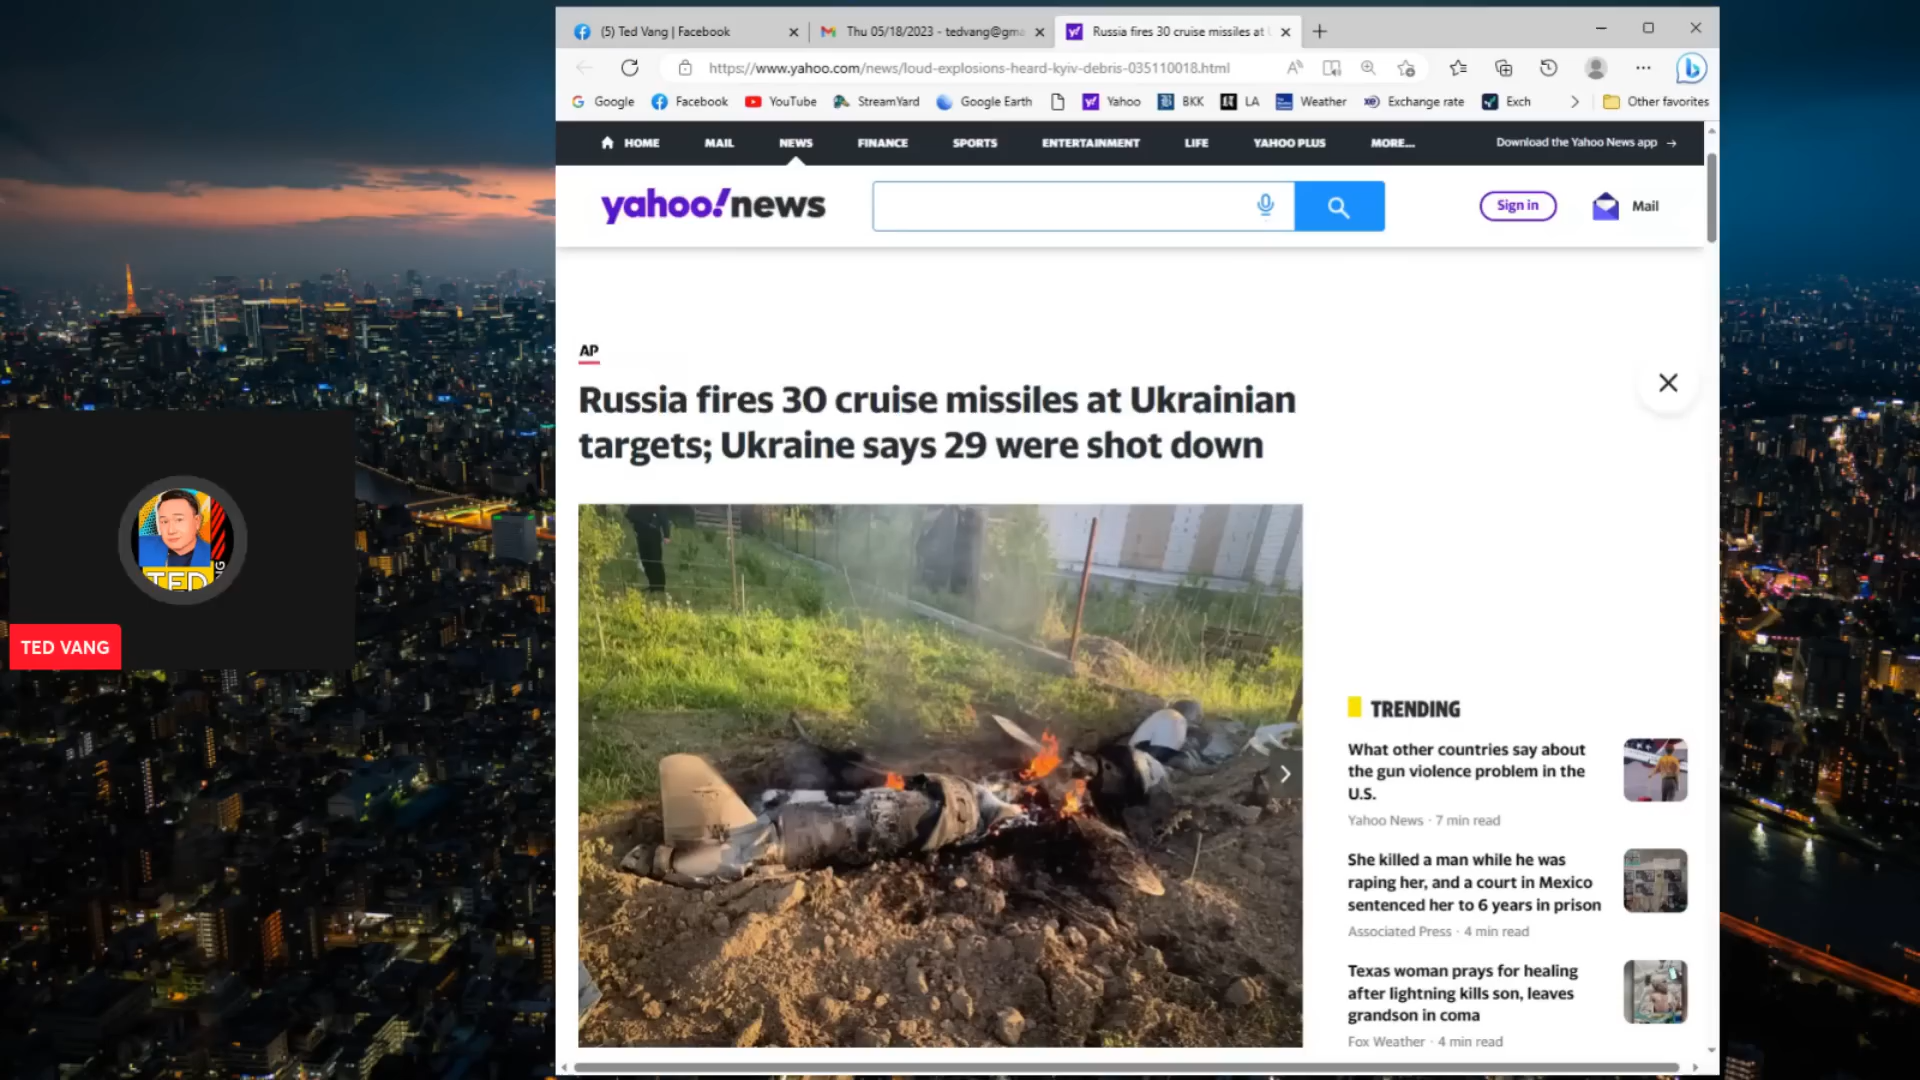 (5) Ted Vang | Facebook
Thu 05/18/2023 - tedvang@gma
Russia fires 30 cruise missiles at
https://www.yahoo.com/news/loud-explosions-heard-kyiv-debris-035110018.html
Google
Facebook
YouTube
StreamYard
Google Earth
Yahoo
BKK
LA
Weather
Exchange rate
Exch
Other favorites
HOME
MAIL
NEWS
FINANCE
SPORTS
ENTERTAINMENT
LIFE
YAHOO PLUS
MORE...
Download the Yahoo News app →
yahoo!news
Sign in
Mail
AP
Russia fires 30 cruise missiles at Ukrainian
targets; Ukraine says 29 were shot down
TED
TED VANG
TRENDING
What other countries say about
the gun violence problem in the
U.S.
Yahoo News · 7 min read
She killed a man while he was
raping her, and a court in Mexico
sentenced her to 6 years in prison
Associated Press · 4 min read
Texas woman prays for healing
after lightning kills son, leaves
grandson in coma
Fox Weather · 4 min read